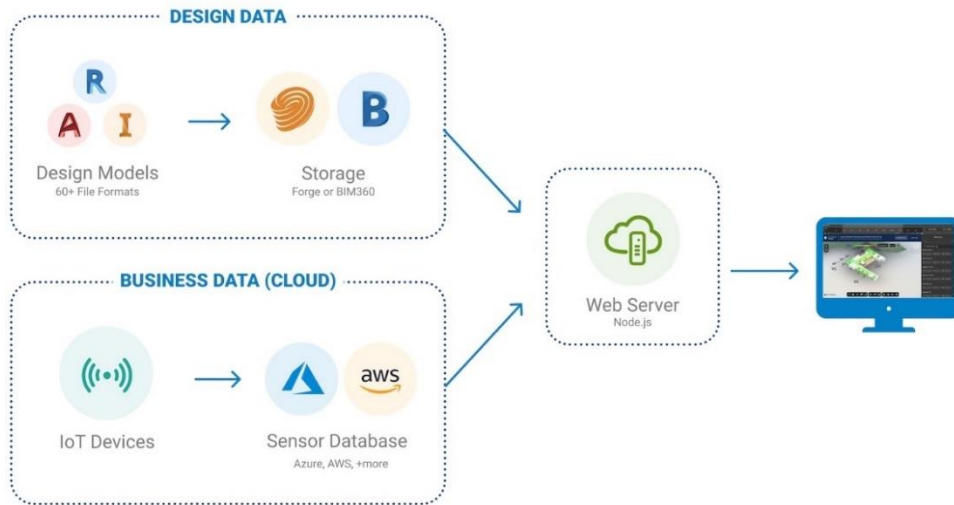 DESIGN DATA
R
A
I
B
Design Models
60+ File Formats
Storage
Forge or BIM360
BUSINESS DATA (CLOUD)
IoT Devices
aws
Sensor Database
Azure, AWS, +more
Web Server
Node.js